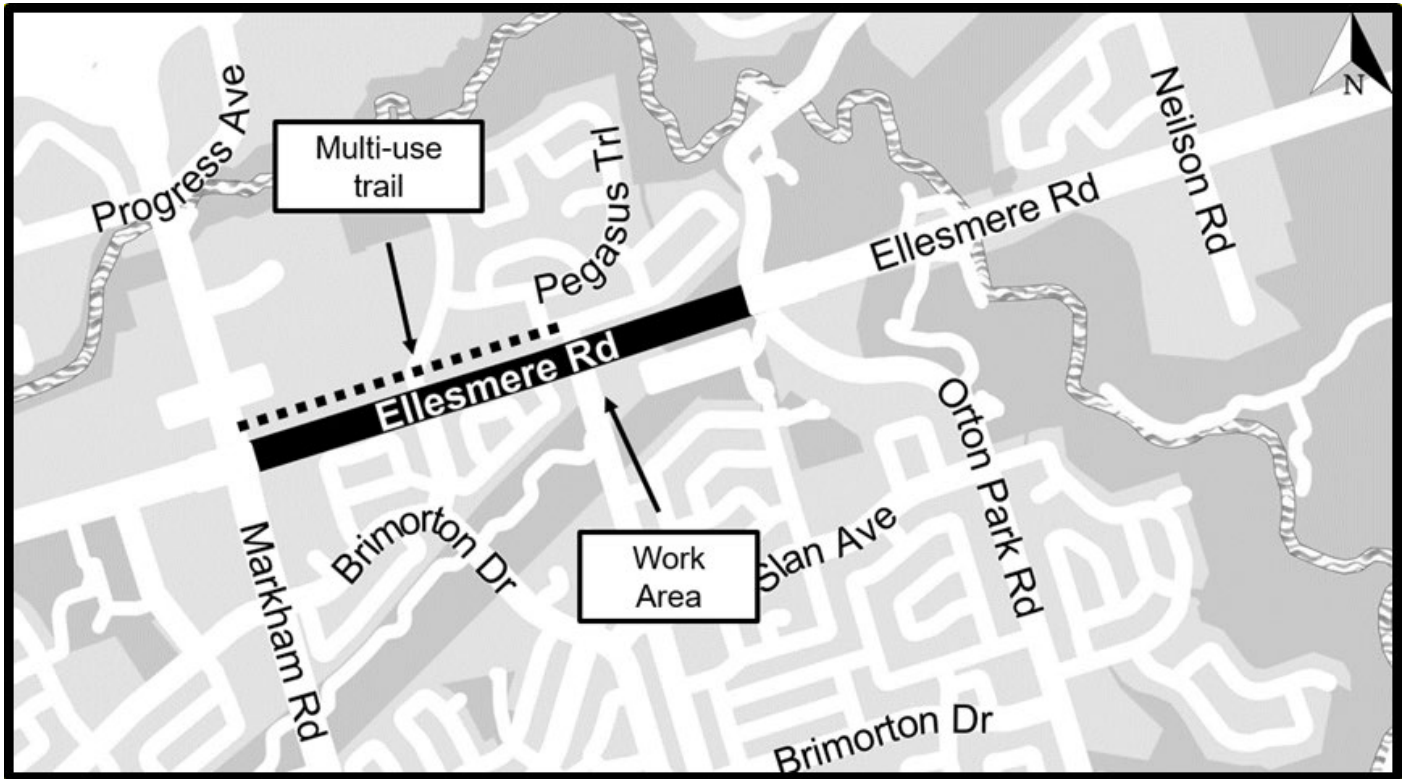 Progress Ave
Multi-use
trail
Pegasus Trl
Neilson Rd
N
Ellesmere Rd
Ellesmere Rd
Markham Rd
Brimorton Dr
Work
Area
Slan Ave
Orton Park Rd
Brimorton Dr